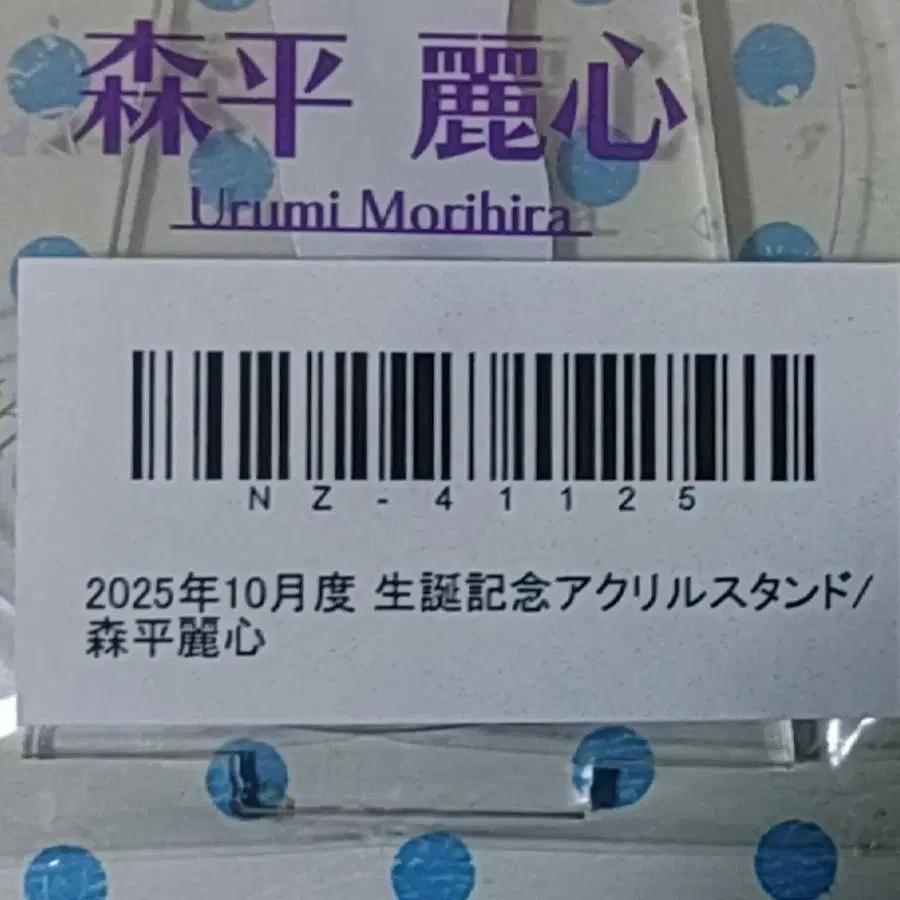 森平 麗心
Urumi Morihira
NZ-41125
2025年10月度 生誕記念アクリルスタンド/
森平麗心